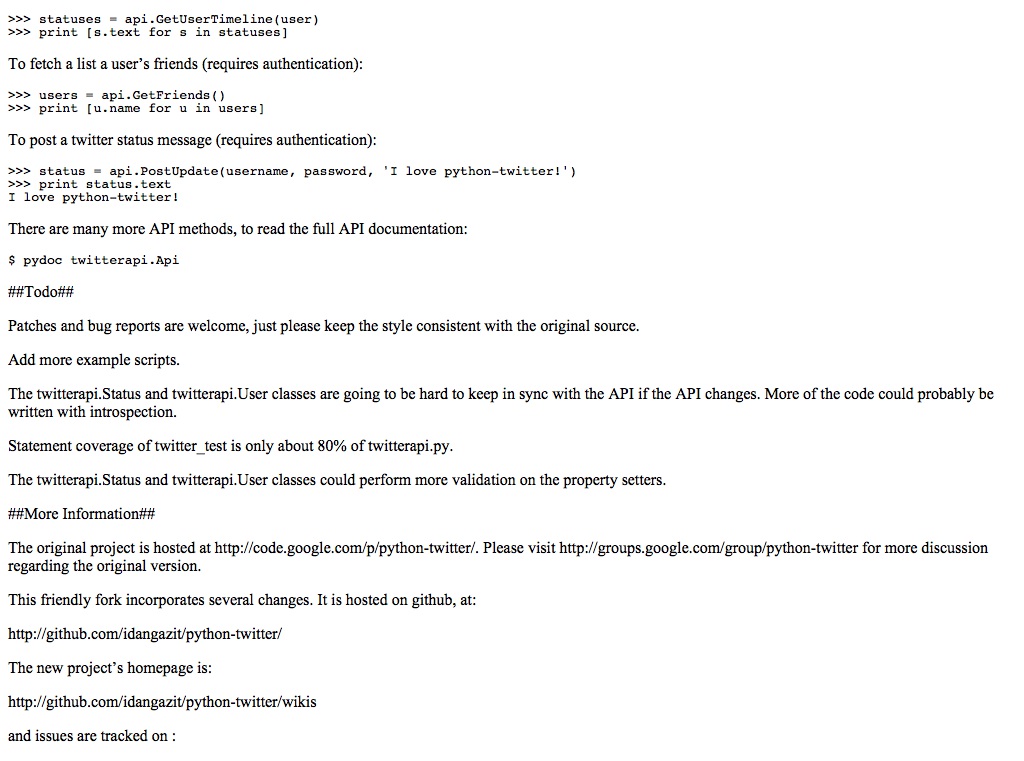 >>> statuses = api.GetUserTimeline(user)
>>> print [s.text for s in statuses]
To fetch a list a user’s friends (requires authentication):
>>> users = api.GetFriends()
>>> print [u.name for u in users]
To post a twitter status message (requires authentication):
>>> status = api.PostUpdate(username, password, 'I love python-twitter!')
>>> print status.text
I love python-twitter!
There are many more API methods, to read the full API documentation:
$ pydoc twitterapi.Api
##Todo##
Patches and bug reports are welcome, just please keep the style consistent with the original source.
Add more example scripts.
The twitterapi.Status and twitterapi.User classes are going to be hard to keep in sync with the API if the API changes. More of the code could probably be
written with introspection.
Statement coverage of twitter_test is only about 80% of twitterapi.py.
The twitterapi.Status and twitterapi.User classes could perform more validation on the property setters.
##More Information##
The original project is hosted at http://code.google.com/p/python-twitter/. Please visit http://groups.google.com/group/python-twitter for more discussion
regarding the original version.
This friendly fork incorporates several changes. It is hosted on github, at:
http://github.com/idangazit/python-twitter/
The new project’s homepage is:
http://github.com/idangazit/python-twitter/wikis
and issues are tracked on :